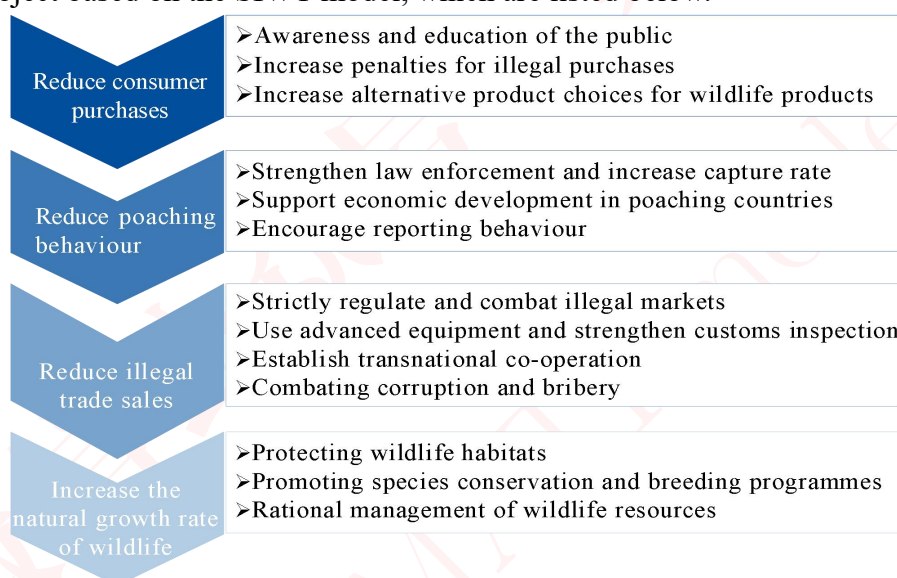 Reduce consumer
purchases
➢Awareness and education of the public
➢Increase penalties for illegal purchases
➢Increase alternative product choices for wildlife products
Reduce poaching
behaviour
➢Strengthen law enforcement and increase capture rate
➢Support economic development in poaching countries
➢Encourage reporting behaviour
Reduce illegal
trade sales
➢Strictly regulate and combat illegal markets
➢Use advanced equipment and strengthen customs inspection
➢Establish transnational co-operation
➢Combating corruption and bribery
Increase the
natural growth rate
of wildlife
➢Protecting wildlife habitats
➢Promoting species conservation and breeding programmes
➢Rational management of wildlife resources